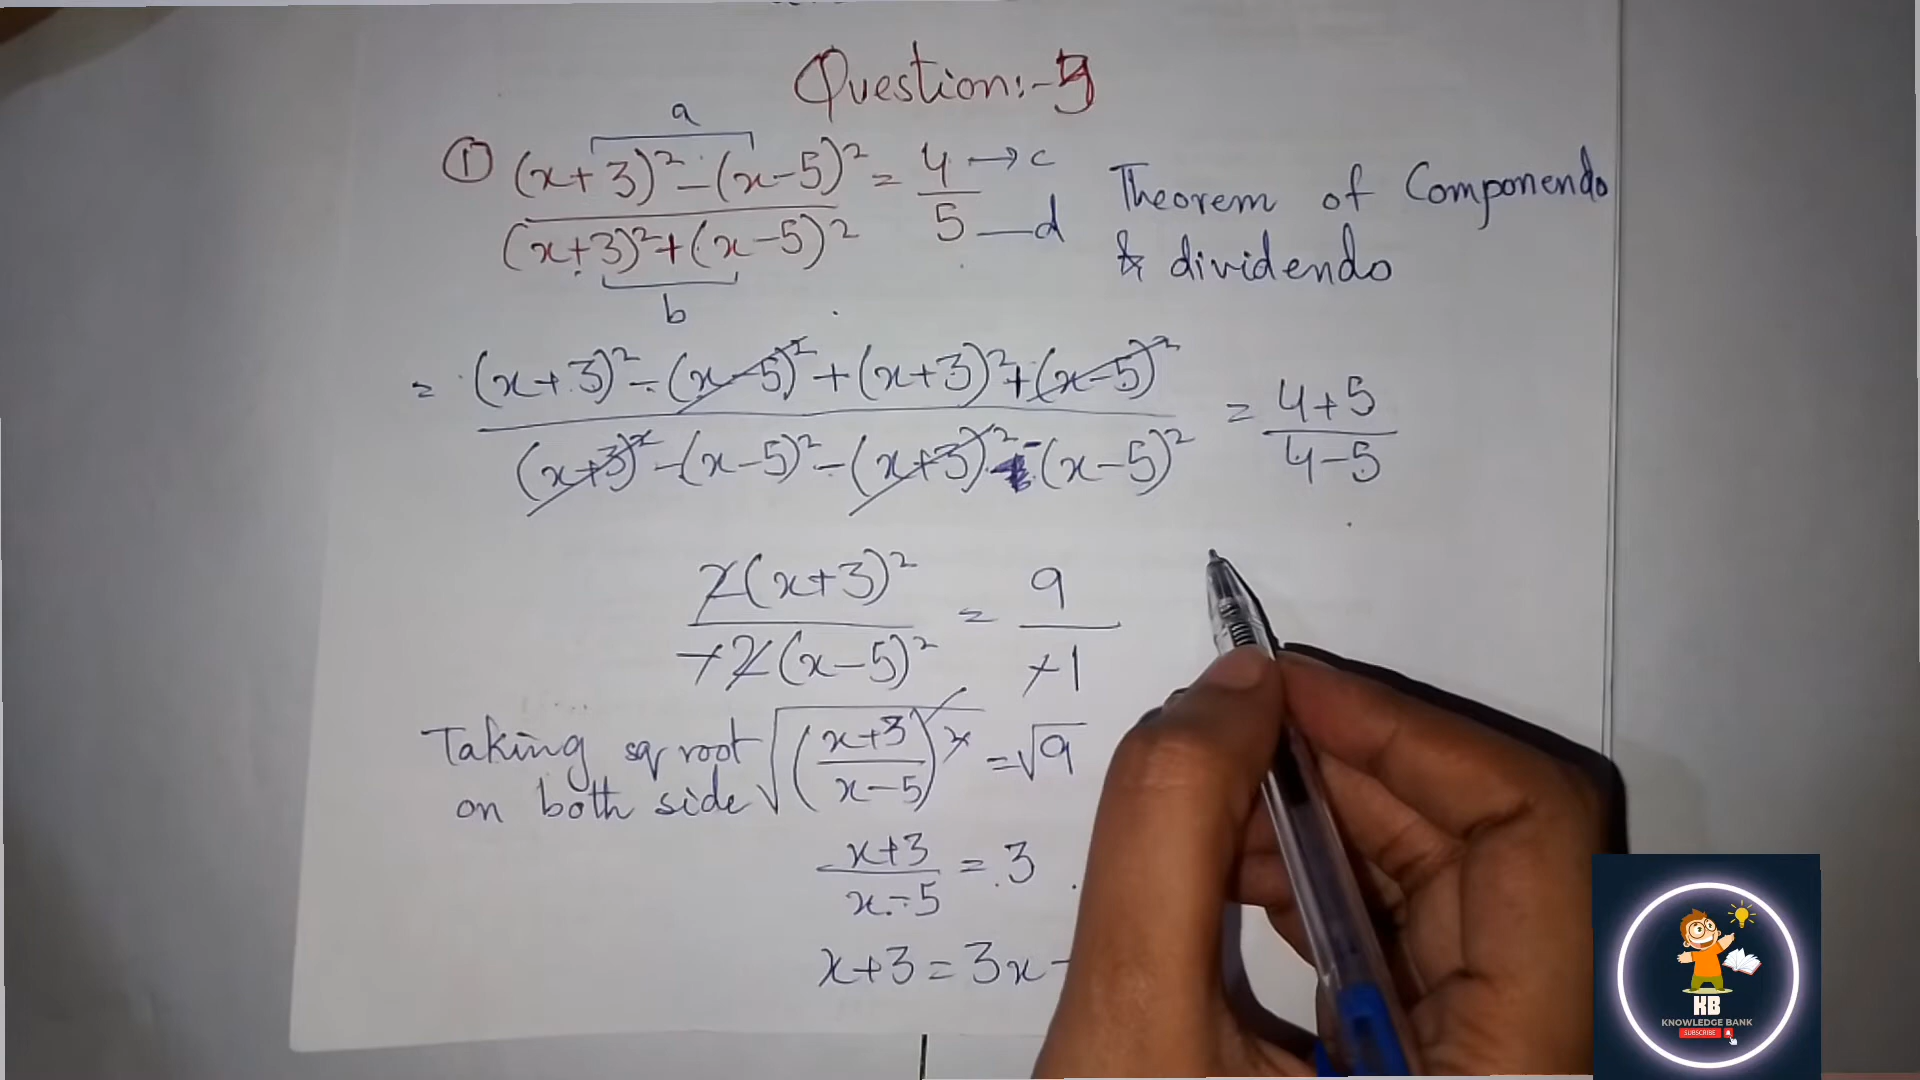 Question:-5
a
① (x+3)² - (x-5)² = 4 → c
(x+3)² + (x-5)² 5 — d
b
Theorem of Componendo
& dividendo
= (x+3)² - (x-5)² + (x+3)² + (x-5)² = 4+5
(x+3)² - (x-5)² - (x+3)² - (x-5)² 4-5
2(x+3)² = 9
-2(x-5)² -1
Taking sq root
on both side
√((x+3)/(x-5))² = √9
x+3 = 3
x-5
x+3 = 3x -
KB
KNOWLEDGE BANK
SUBSCRIBE